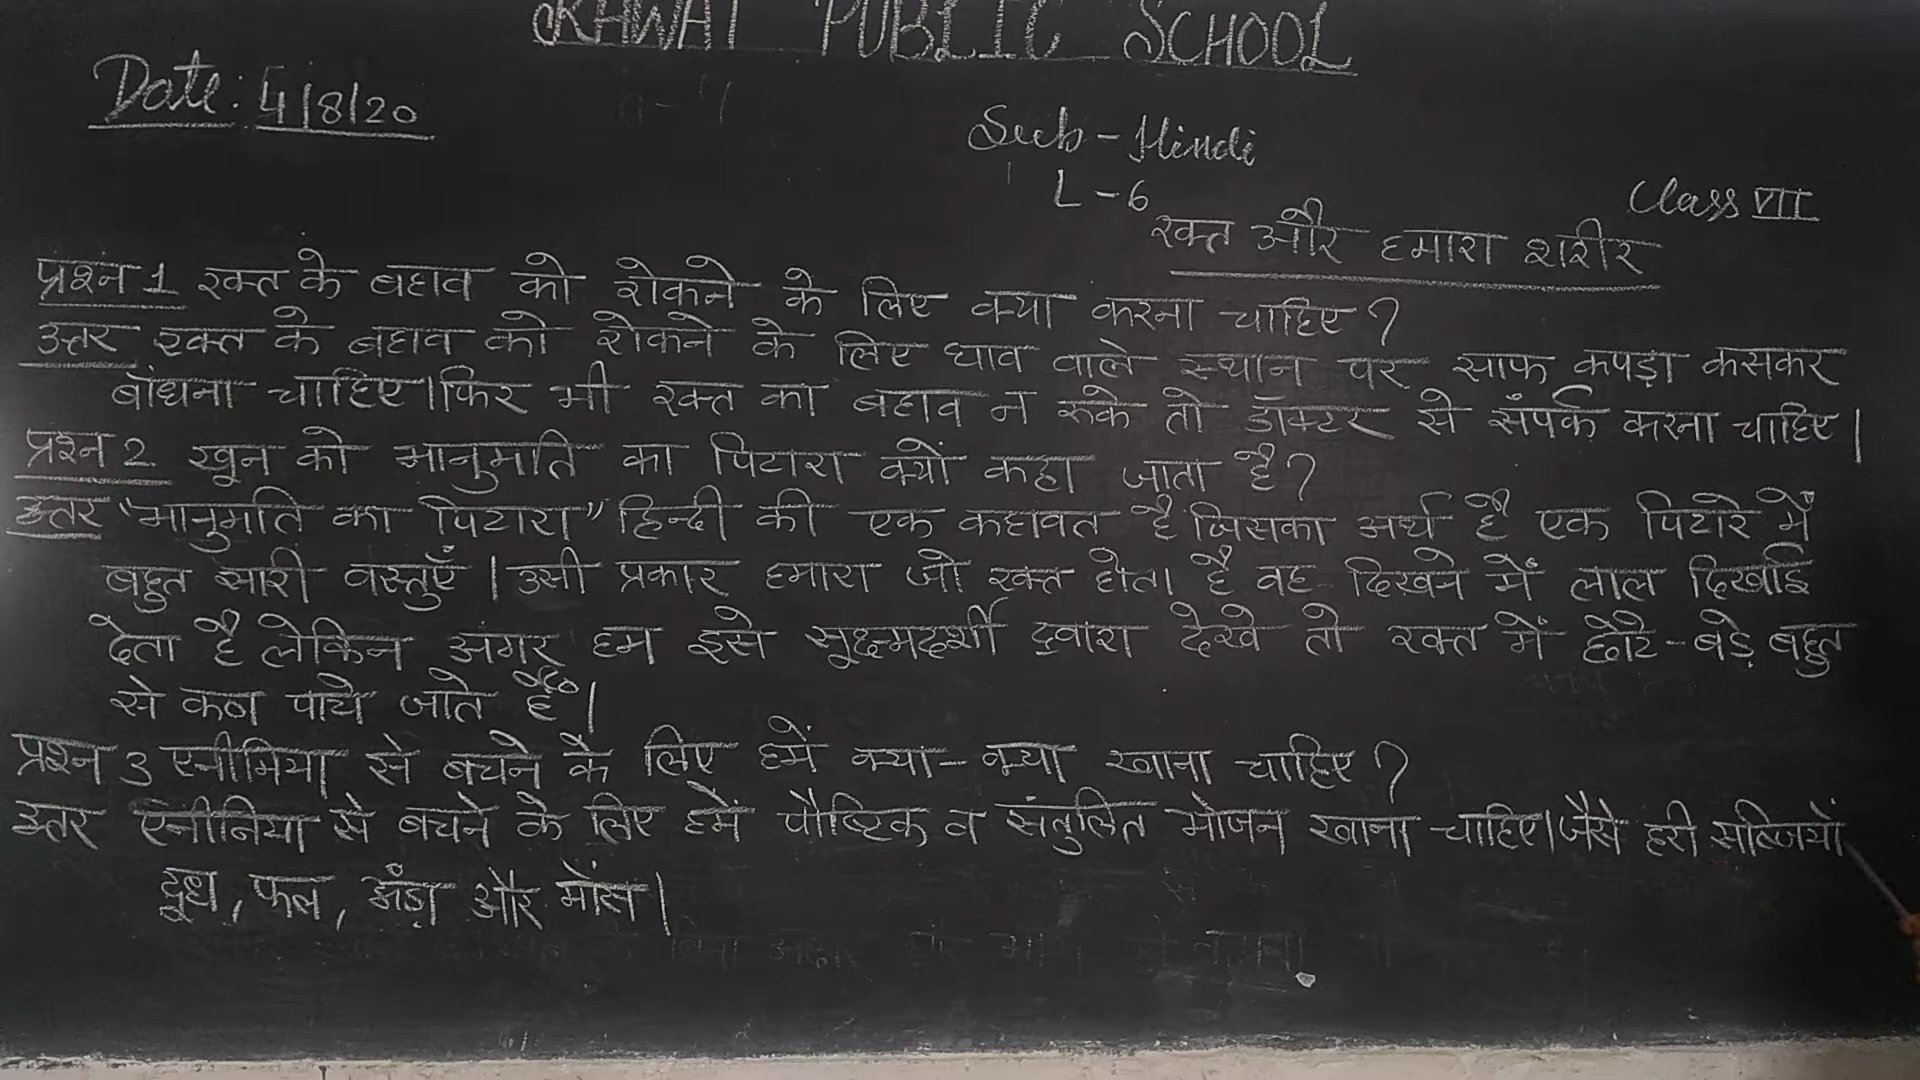 PUBLIC SCHOOL
Date: 4/8/20
Sub-Hindi
L-6
Class VII
रक्त और हमारा शरीर
प्रश्न 1 रक्त के बहाव को रोकने के लिए क्या करना चाहिए?
उत्तर रक्त के बहाव को रोकने के लिए घाव वाले स्थान पर साफ कपड़ा कसकर
बांधना चाहिए। फिर भी रक्त का बहाव न रुके तो डॉक्टर से संपर्क करना चाहिए।
प्रश्न 2 खून को भानुमति का पिटारा क्यों कहा जाता है?
उत्तर "भानुमति का पिटारा" हिन्दी की एक कहावत है जिसका अर्थ है एक पिटारे में
बहुत सारी वस्तुएँ। उसी प्रकार हमारा जो रक्त होता है वह दिखने में लाल दिखाई
देता है लेकिन अगर हम इसे सूक्ष्मदर्शी द्वारा देखे तो रक्त में छोटे-बड़े बहुत
से कण पाये जाते हैं।
प्रश्न 3 एनीमिया से बचने के लिए हमें क्या-क्या खाना चाहिए?
उत्तर एनीनिया से बचने के लिए हमें पौष्टिक व संतुलित भोजन खाना चाहिए। जैसे हरी सब्जियाँ
दूध, फल, अँडा और माँस।